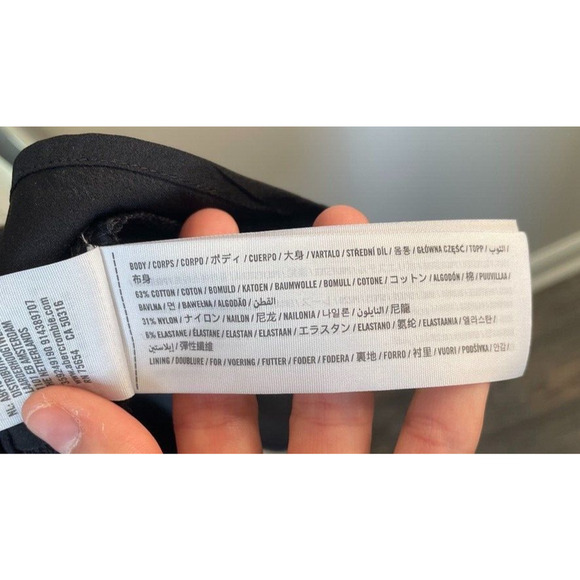 BODY / CORPS / CORPO / ボディ / CUERPO / 大身 / VARTALO / STŘEDNÍ DÍL / 몸통 / GŁÓWNA CZĘŚĆ / TOPP / الثوب /
布身
63% COTTON / COTON / BOMULD / KATOEN / BAUMWOLLE / BOMULL / COTONE / コットン / ALGODÓN / 棉 / PUUVILLAA /
BAVLNA / 면 / BAWEŁNA / ALGODÃO / القطن
31% NYLON / ナイロン / NAILON / 尼龙 / NAILONIA / 나일론 / النايلون / 尼龍
6% ELASTANE / ÉLASTANE / ELASTAN / ELASTAAN / エラスタン / ELASTANO / 氨纶 / ELASTAANIA / 엘라스탄 /
إيلاستين / 彈性纖維
LINING / DOUBLURE / FOR / VOERING / FUTTER / FODER / FODERA / 裏地 / FORRO / 衬里 / VUORI / PODŠÍVKA / 안감 /
CA 50316